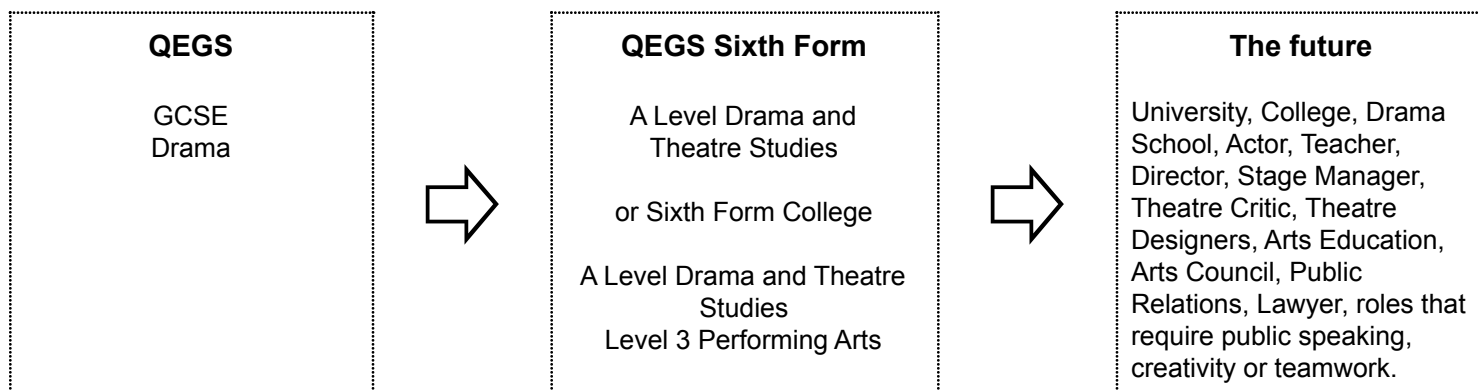 QEGS
GCSE
Drama
QEGS Sixth Form
A Level Drama and
Theatre Studies
or Sixth Form College
A Level Drama and Theatre
Studies
Level 3 Performing Arts
The future
University, College, Drama
School, Actor, Teacher,
Director, Stage Manager,
Theatre Critic, Theatre
Designers, Arts Education,
Arts Council, Public
Relations, Lawyer, roles that
require public speaking,
creativity or teamwork.